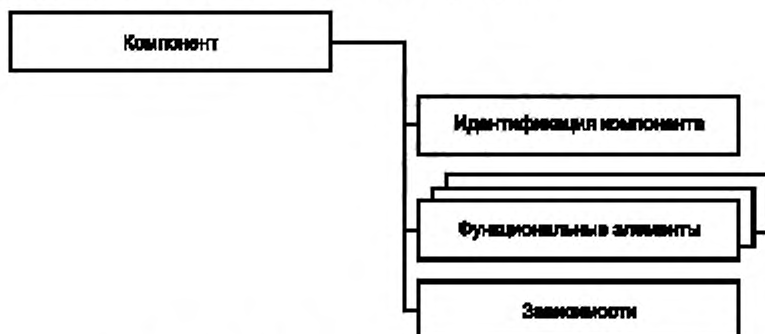 Компонент
Идентификация компонента
Функциональные элементы
Зависимости